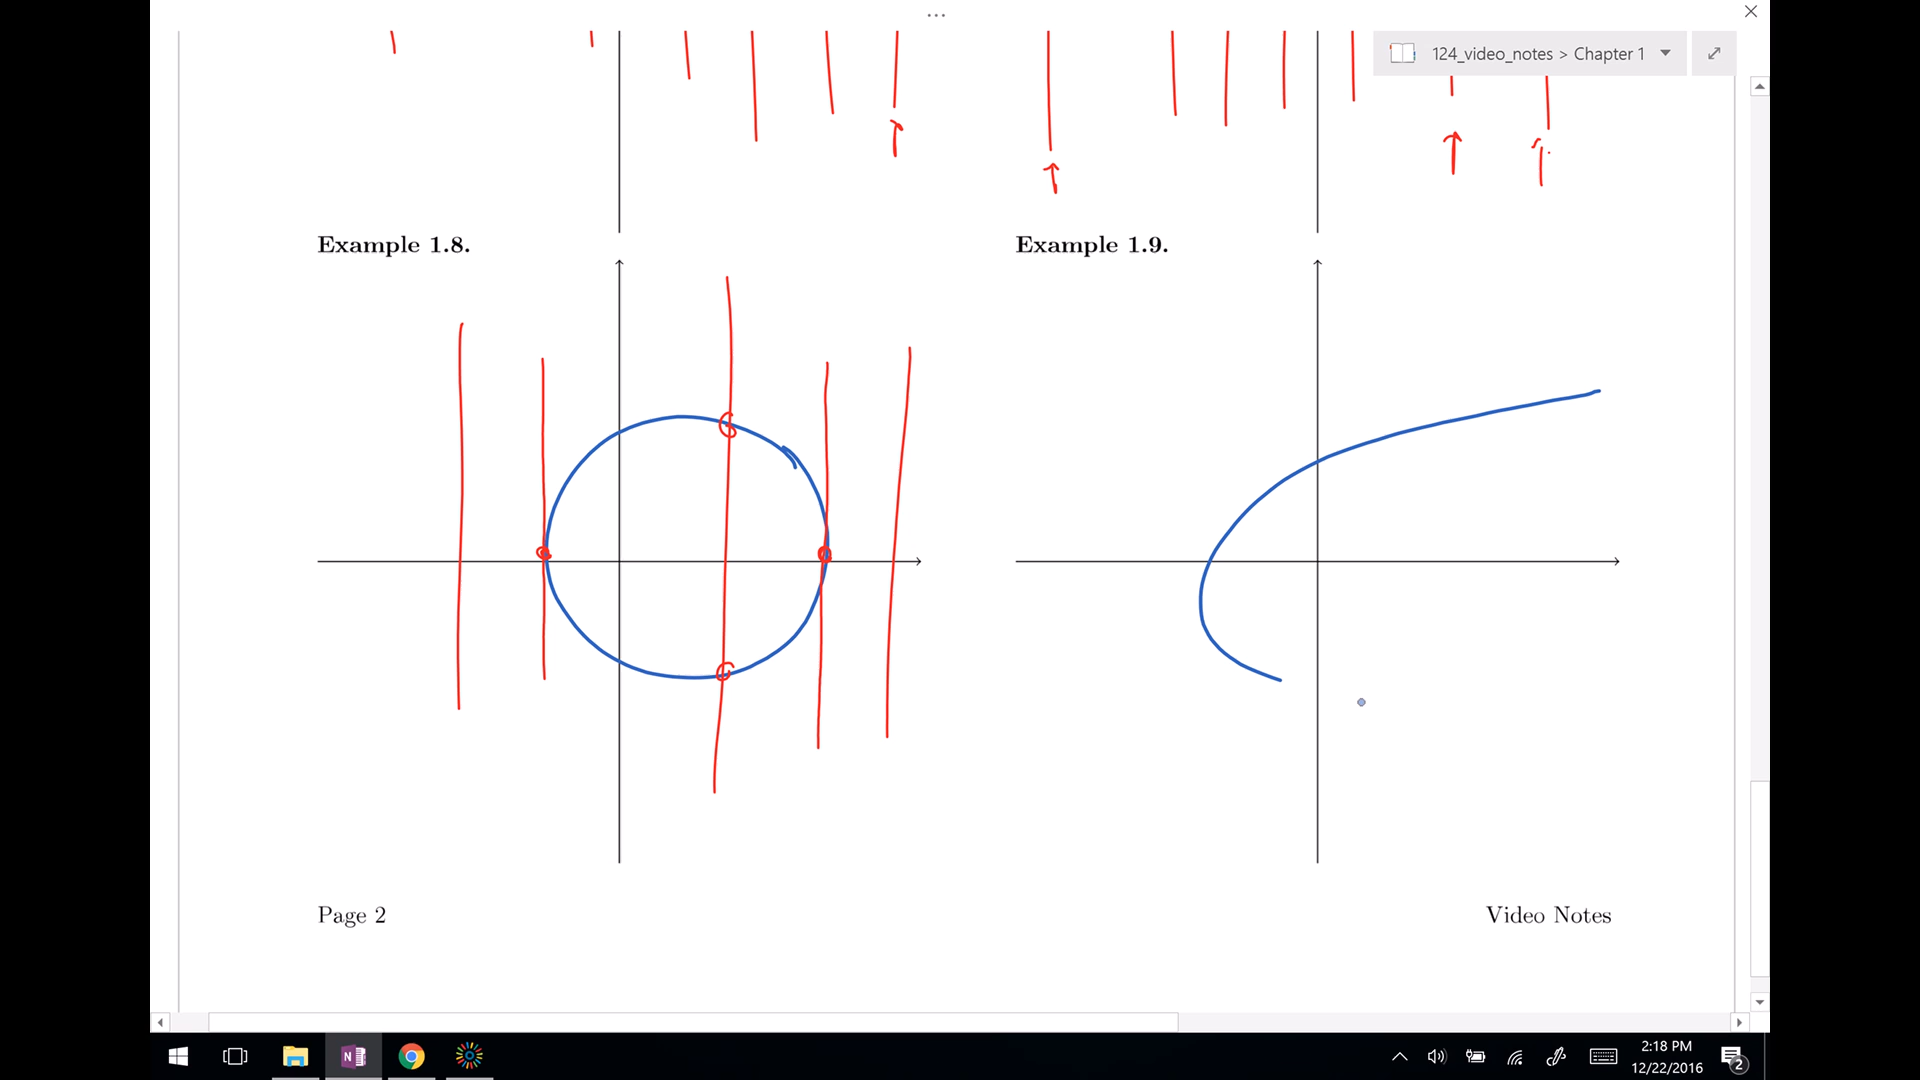 ...
124_video_notes > Chapter 1
Example 1.8.
Example 1.9.
Page 2
Video Notes
N
2:18 PM
12/22/2016
2